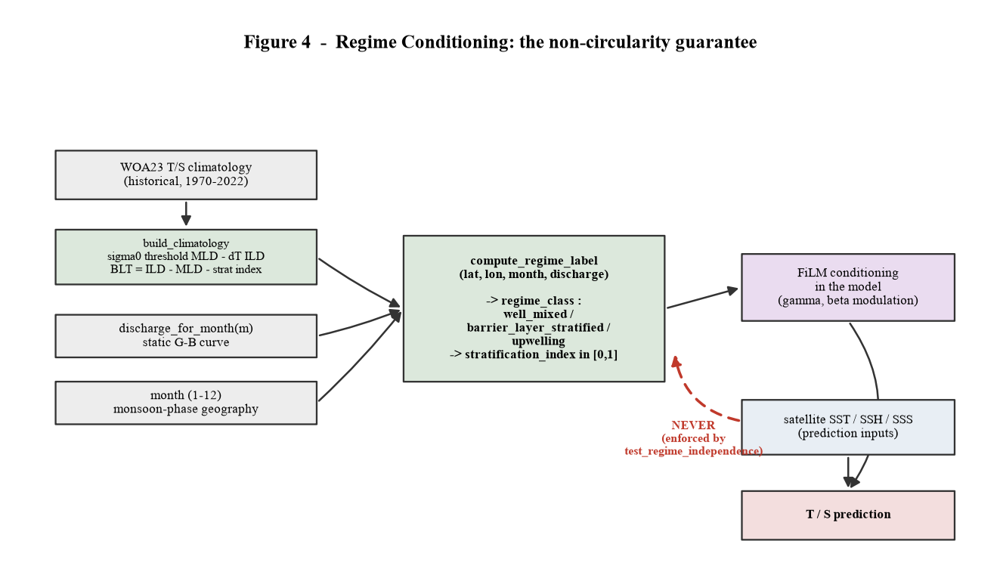 Figure 4 - Regime Conditioning: the non-circularity guarantee
WOA23 T/S climatology
(historical, 1970-2022)
build_climatology
sigma0 threshold MLD - dT ILD
BLT = ILD - MLD - strat index
discharge_for_month(m)
static G-B curve
month (1-12)
monsoon-phase geography
compute_regime_label
(lat, lon, month, discharge)
-> regime_class :
well_mixed /
barrier_layer_stratified /
upwelling
-> stratification_index in [0,1]
FiLM conditioning
in the model
(gamma, beta modulation)
NEVER
(enforced by
test_regime_independence)
satellite SST / SSH / SSS
(prediction inputs)
T / S prediction